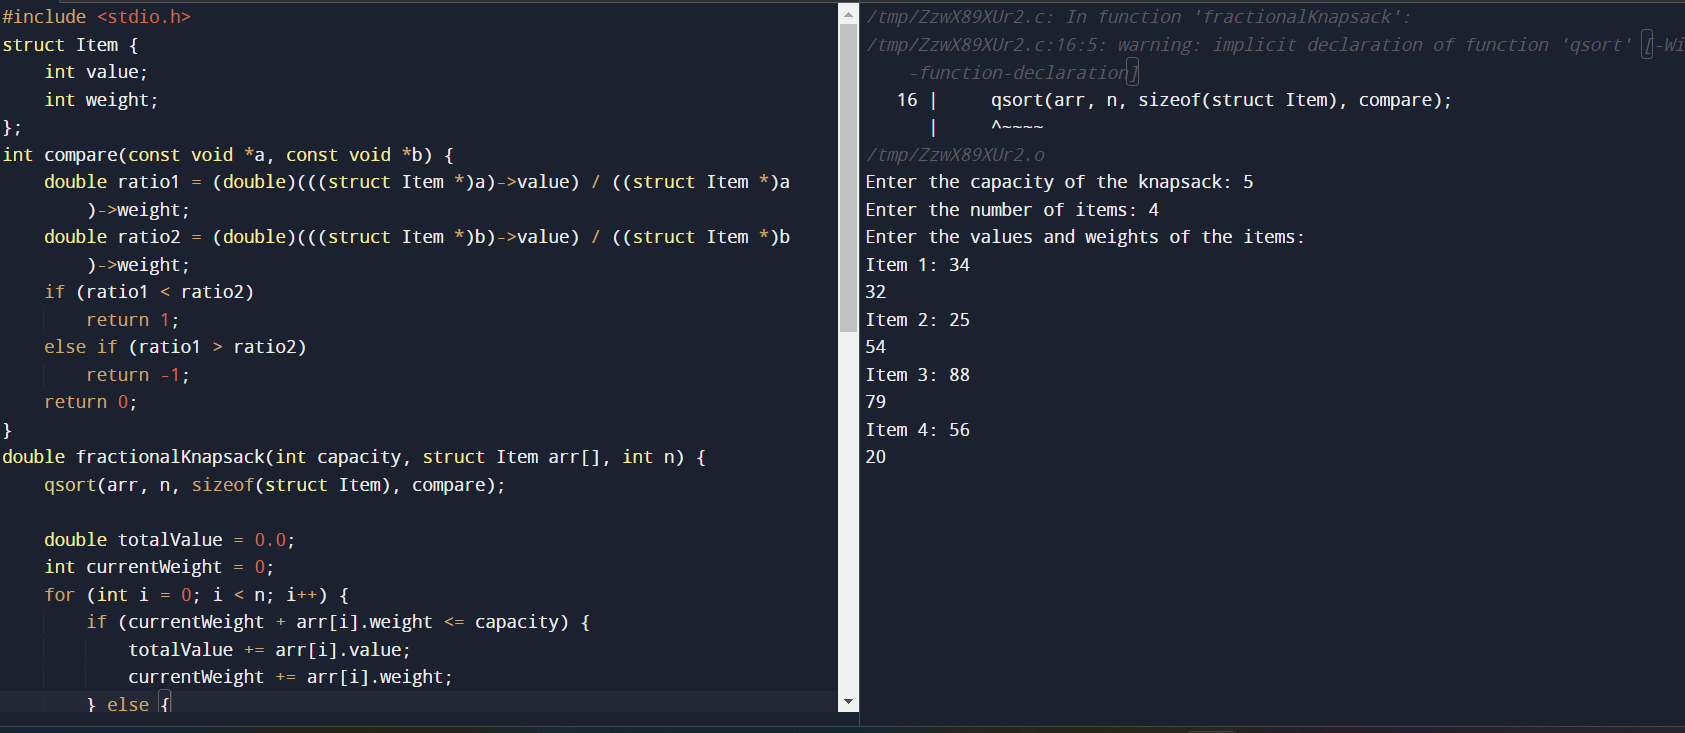 #include <stdio.h>
struct Item {
    int value;
    int weight;
};
int compare(const void *a, const void *b) {
    double ratio1 = (double)(((struct Item *)a)->value) / ((struct Item *)a
        )->weight;
    double ratio2 = (double)(((struct Item *)b)->value) / ((struct Item *)b
        )->weight;
    if (ratio1 < ratio2)
        return 1;
    else if (ratio1 > ratio2)
        return -1;
    return 0;
}
double fractionalKnapsack(int capacity, struct Item arr[], int n) {
    qsort(arr, n, sizeof(struct Item), compare);
    double totalValue = 0.0;
    int currentWeight = 0;
    for (int i = 0; i < n; i++) {
        if (currentWeight + arr[i].weight <= capacity) {
            totalValue += arr[i].value;
            currentWeight += arr[i].weight;
        } else {
/tmp/ZzwX89XUr2.c: In function 'fractionalKnapsack':
/tmp/ZzwX89XUr2.c:16:5: warning: implicit declaration of function 'qsort' [-Wi
    -function-declaration]
   16 |     qsort(arr, n, sizeof(struct Item), compare);
      |     ^~~~~
/tmp/ZzwX89XUr2.o
Enter the capacity of the knapsack: 5
Enter the number of items: 4
Enter the values and weights of the items:
Item 1: 34
32
Item 2: 25
54
Item 3: 88
79
Item 4: 56
20